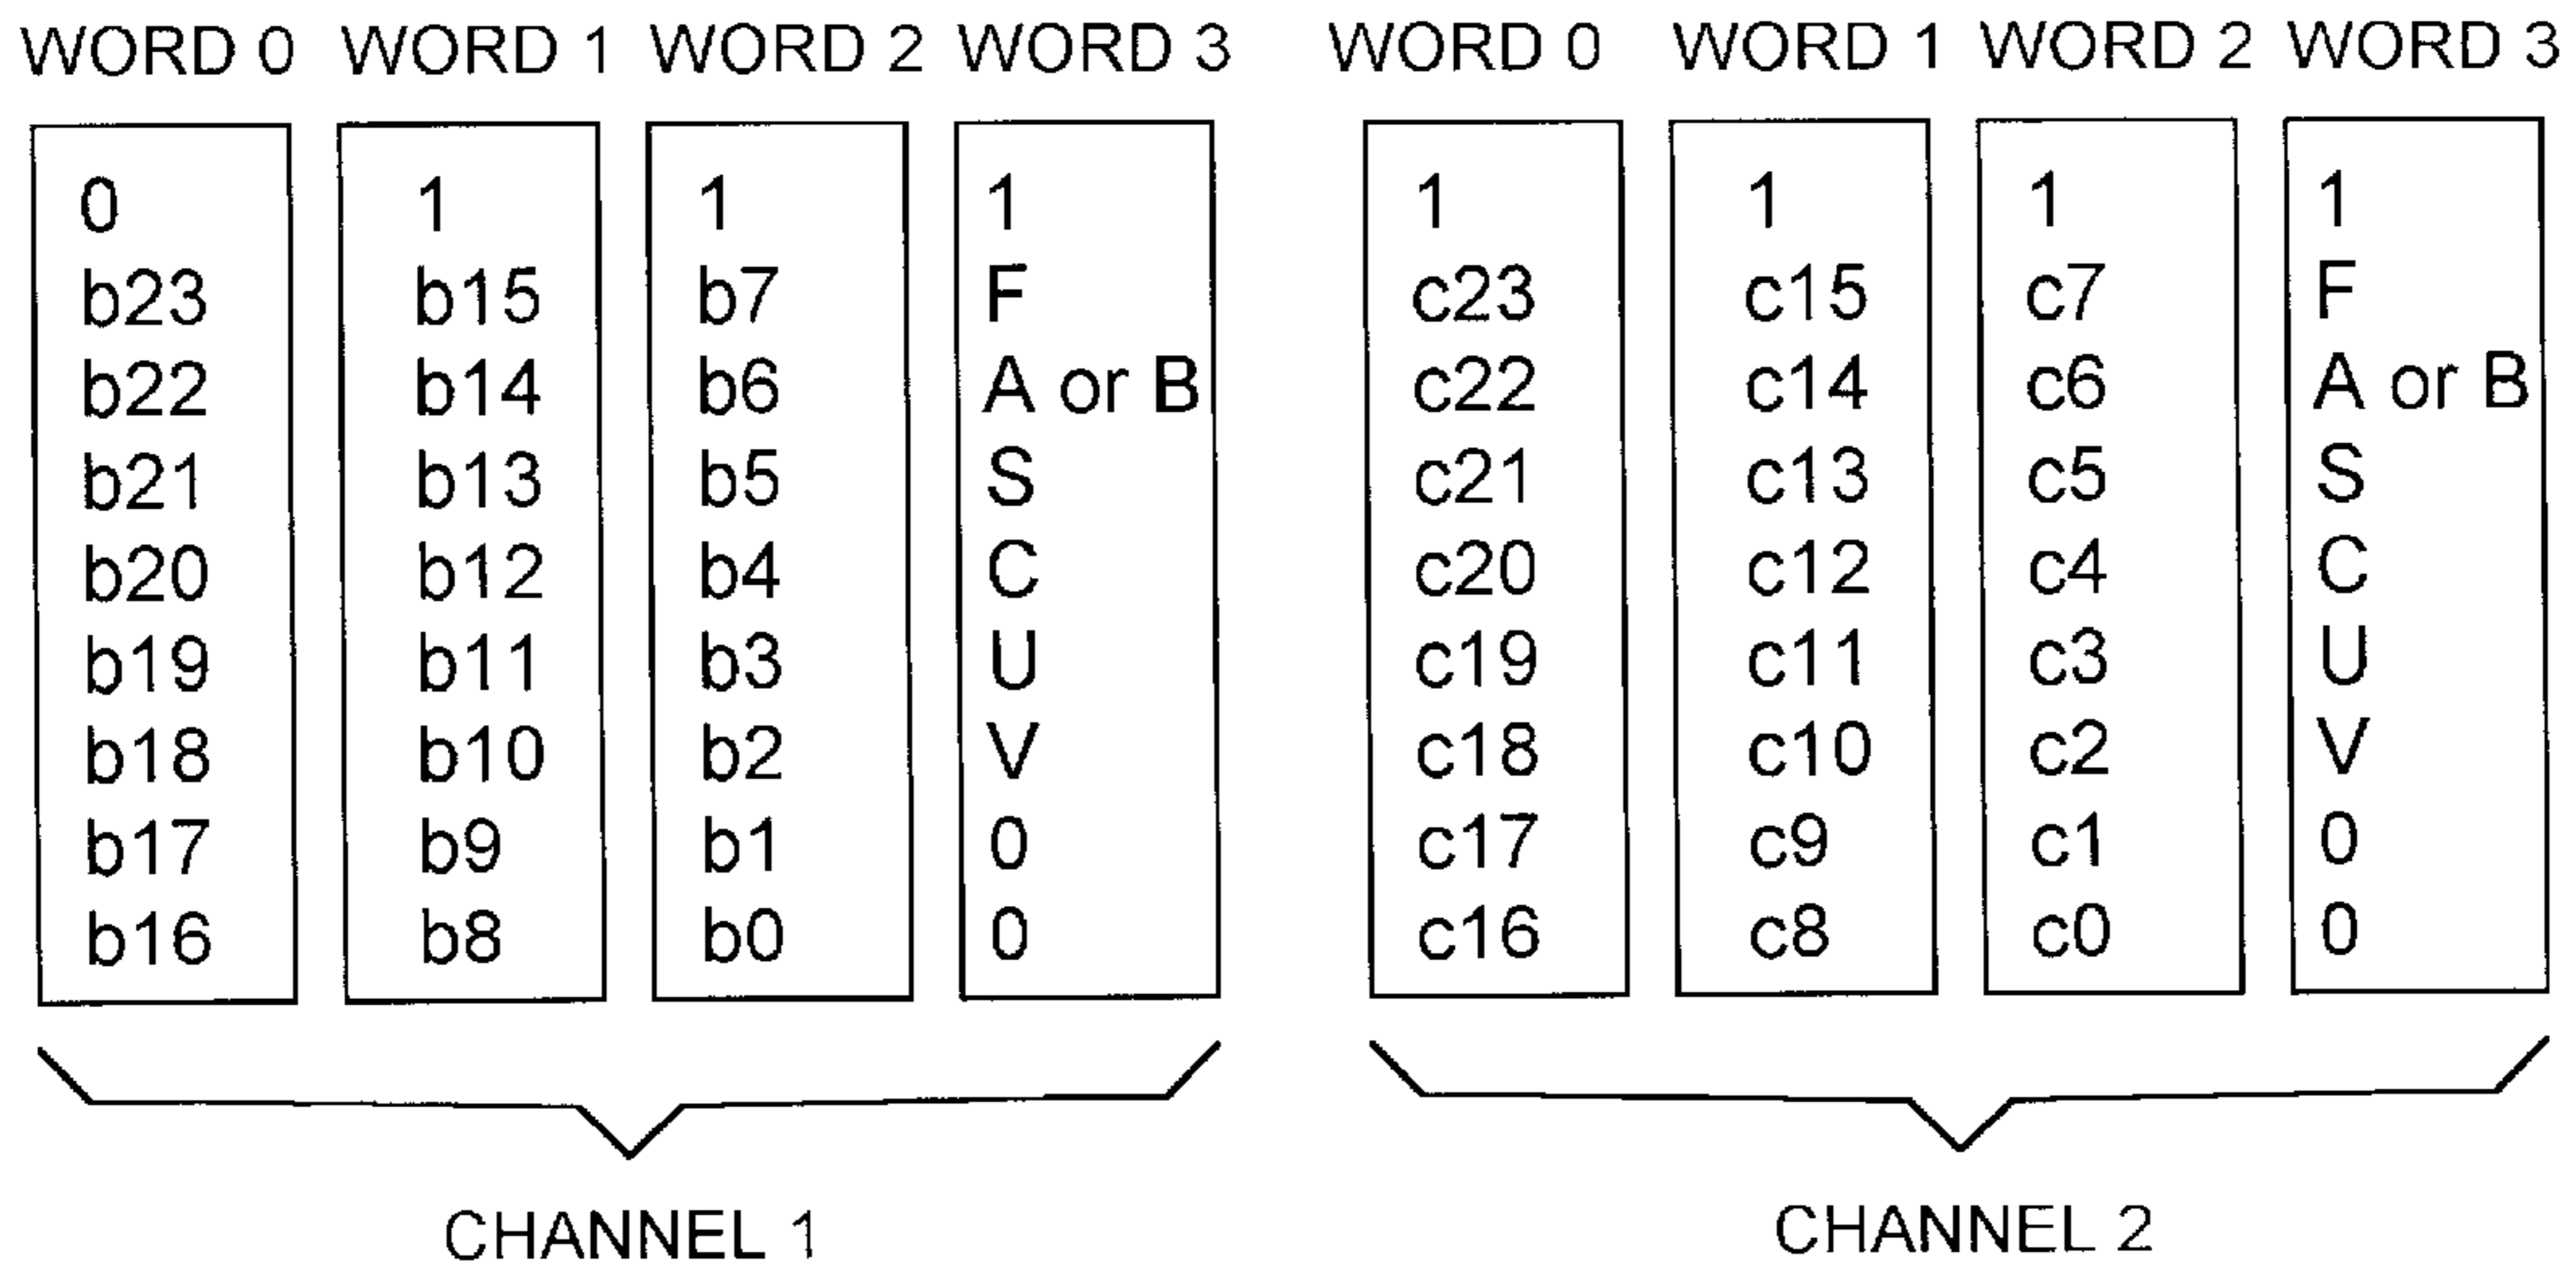 WORD 0 WORD 1 WORD 2 WORD 3 WORD 0 WORD 1 WORD 2 WORD 3
0 1 1 1 1 1 1 1
b23 b15 b7 F c23 c15 c7 F
b22 b14 b6 A or B c22 c14 c6 A or B
b21 b13 b5 S c21 c13 c5 S
b20 b12 b4 C c20 c12 c4 C
b19 b11 b3 U c19 c11 c3 U
b18 b10 b2 V c18 c10 c2 V
b17 b9 b1 0 c17 c9 c1 0
b16 b8 b0 0 c16 c8 c0 0
CHANNEL 1 CHANNEL 2